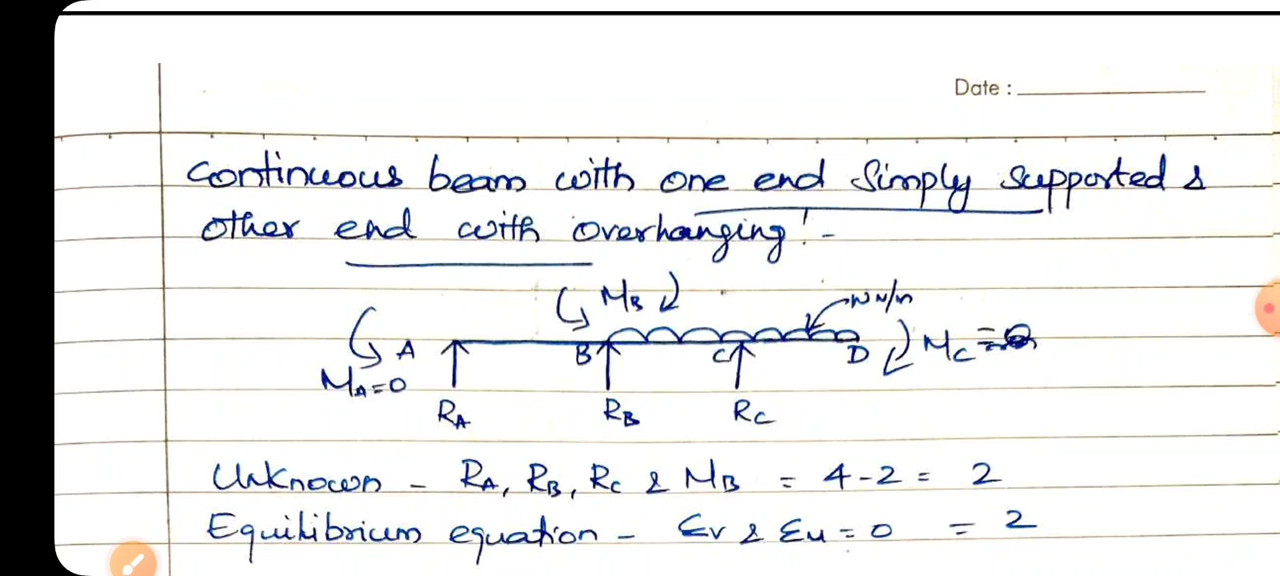 Date :
Continuous beam with one end Simply supported &
other end with overhanging! -
MB
W N/m
A B C D MC =
MA=0
RA RB RC
Unknown - RA, RB, RC & MB = 4-2 = 2
Equilibrium equation - Σv & ΣM = 0 = 2